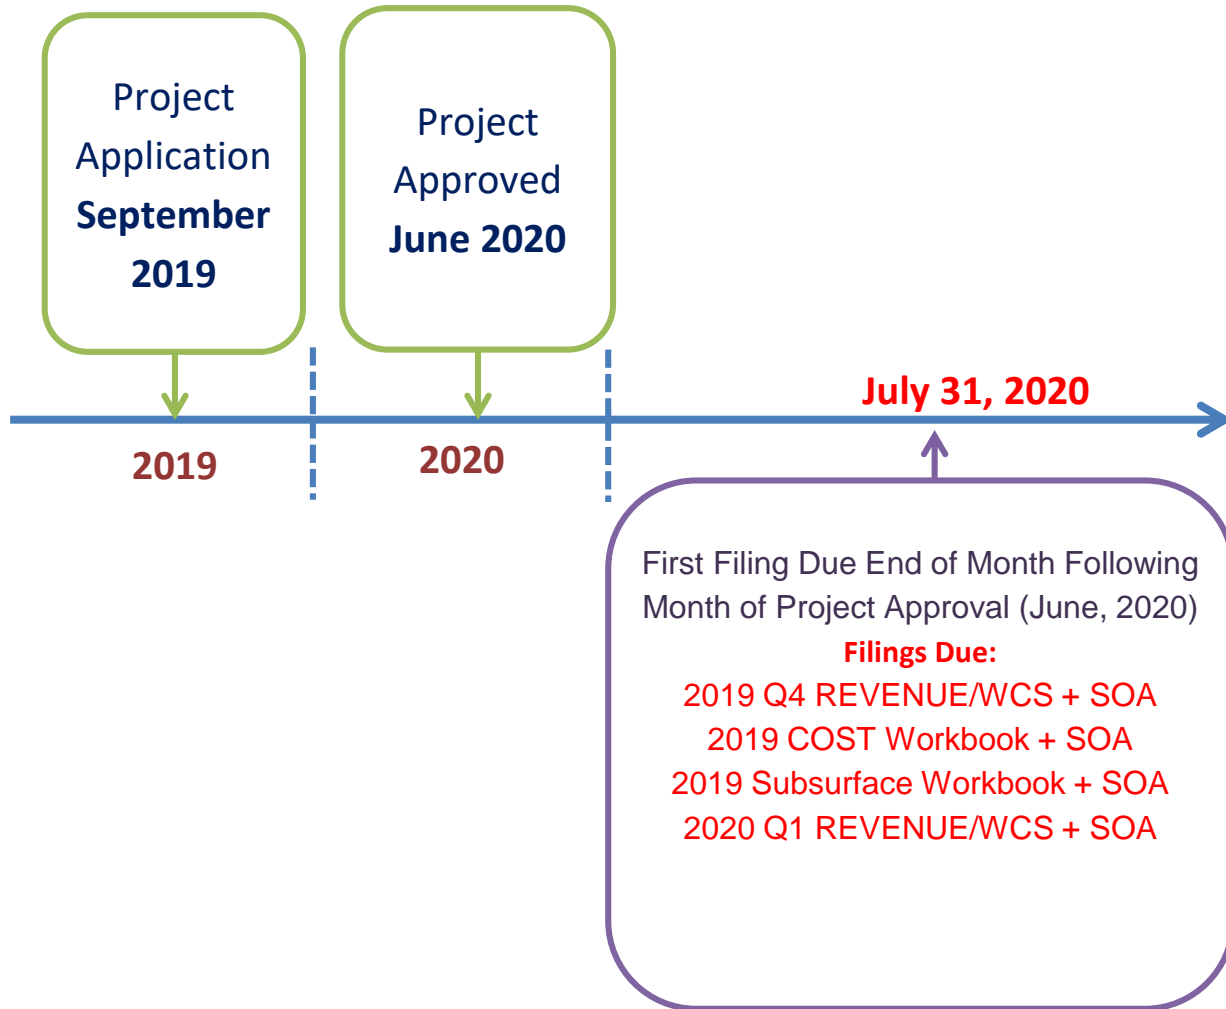 Project
Application
September
2019
Project
Approved
June 2020
July 31, 2020
2019
2020
First Filing Due End of Month Following
Month of Project Approval (June, 2020)
Filings Due:
2019 Q4 REVENUE/WCS + SOA
2019 COST Workbook + SOA
2019 Subsurface Workbook + SOA
2020 Q1 REVENUE/WCS + SOA